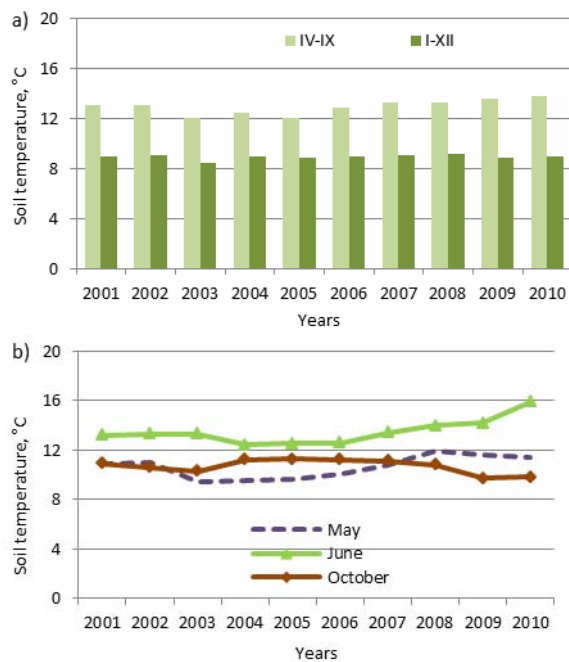 a)
Soil temperature, °C
20
16
12
8
4
0
IV-IX
I-XII
2001 2002 2003 2004 2005 2006 2007 2008 2009 2010
Years
b)
Soil temperature, °C
20
16
12
8
4
0
May
June
October
2001 2002 2003 2004 2005 2006 2007 2008 2009 2010
Years